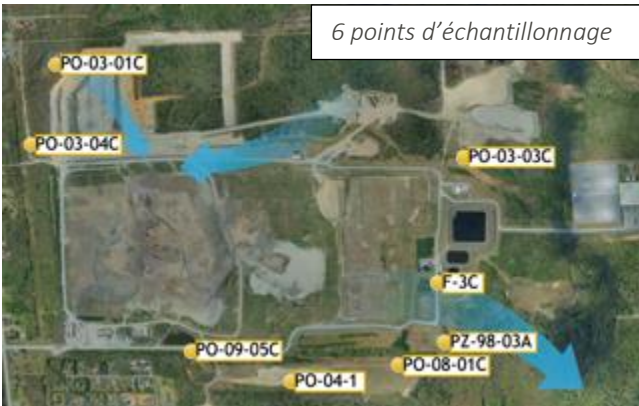 6 points d’échantillonnage
PO-03-01C
PO-03-04C
PO-03-03C
F-3C
PZ-98-03A
PO-09-05C
PO-08-01C
PO-04-1